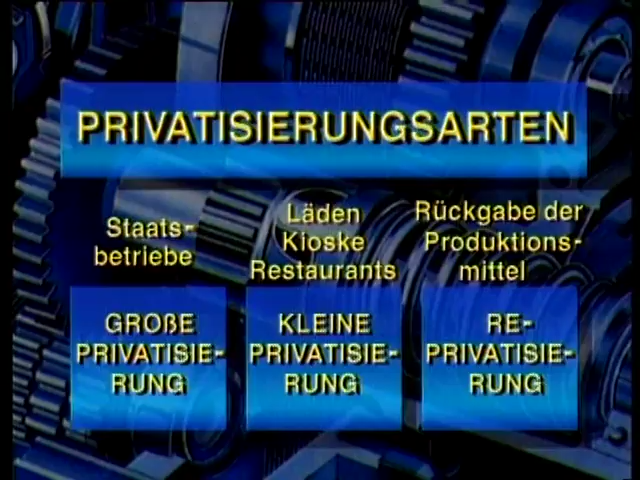 PRIVATISIERUNGSARTEN
Staats-
betriebe
GROßE
PRIVATISIE-
RUNG
Läden
Kioske
Restaurants
KLEINE
PRIVATISIE-
RUNG
Rückgabe der
Produktions-
mittel
RE-
PRIVATISIE-
RUNG